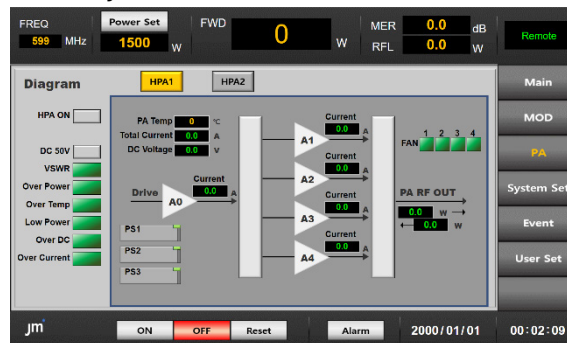 FREQ
599 MHz
Power Set
1500 W
FWD
0 W
MER 0.0 dB
RFL 0.0 W
Remote
Diagram
HPA1
HPA2
HPA ON
DC 50V
VSWR
Over Power
Over Temp
Low Power
Over DC
Over Current
PA Temp 0 ℃
Total Current 0.0 A
DC Voltage 0.0 V
Drive
A0
Current
0.0 A
PS1
PS2
PS3
Current
0.0 A
A1
Current
0.0 A
A2
Current
0.0 A
A3
Current
0.0 A
A4
FAN
1 2 3 4
PA RF OUT
0.0 W →
← 0.0 W
Main
MOD
PA
System Set
Event
User Set
Jm
ON
OFF
Reset
Alarm
2000/01/01
00:02:09